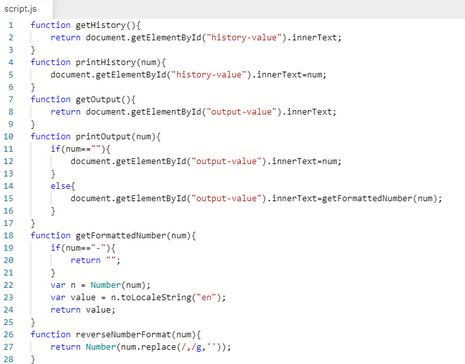 script.js
1 function getHistory(){
2     return document.getElementById("history-value").innerText;
3 }
4 function printHistory(num){
5     document.getElementById("history-value").innerText=num;
6 }
7 function getOutput(){
8     return document.getElementById("output-value").innerText;
9 }
10 function printOutput(num){
11     if(num==""){
12         document.getElementById("output-value").innerText=num;
13     }
14     else{
15         document.getElementById("output-value").innerText=getFormattedNumber(num);
16     }
17 }
18 function getFormattedNumber(num){
19     if(num=="-"){
20         return "";
21     }
22     var n = Number(num);
23     var value = n.toLocaleString("en");
24     return value;
25 }
26 function reverseNumberFormat(num){
27     return Number(num.replace(/,/g,''));
28 }